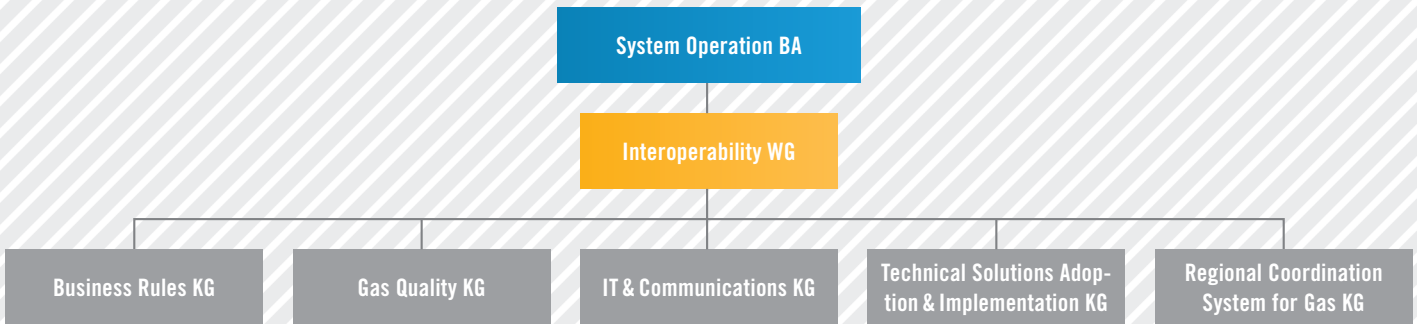 System Operation BA
Interoperability WG
Business Rules KG
Gas Quality KG
IT & Communications KG
Technical Solutions Adop-
tion & Implementation KG
Regional Coordination
System for Gas KG